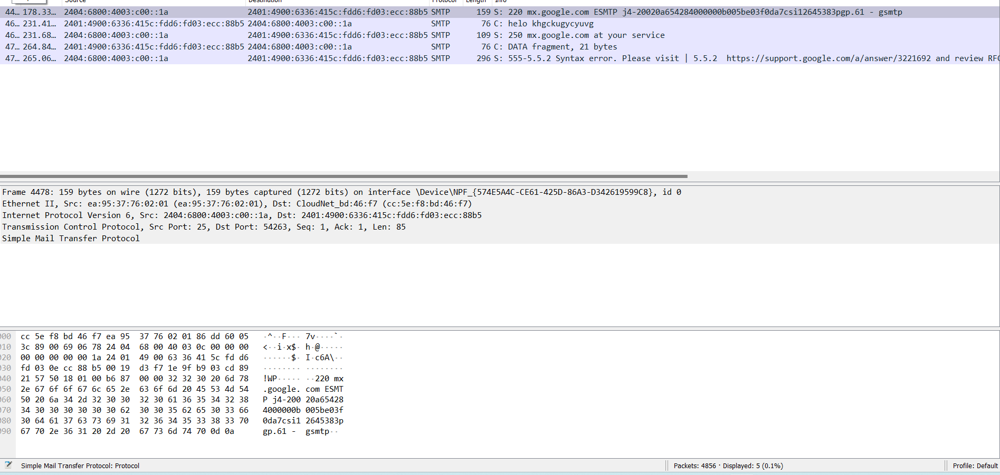 Source Destination Protocol Length Info
44… 178.33… 2404:6800:4003:c00::1a 2401:4900:6336:415c:fdd6:fd03:ecc:88b5 SMTP 159 S: 220 mx.google.com ESMTP j4-20020a654284000000b005be03f0da7csi12645383pgp.61 - gsmtp
46… 231.41… 2401:4900:6336:415c:fdd6:fd03:ecc:88b5 2404:6800:4003:c00::1a SMTP 76 C: helo khgckugycyuvg
46… 231.68… 2404:6800:4003:c00::1a 2401:4900:6336:415c:fdd6:fd03:ecc:88b5 SMTP 109 S: 250 mx.google.com at your service
47… 264.84… 2401:4900:6336:415c:fdd6:fd03:ecc:88b5 2404:6800:4003:c00::1a SMTP 76 C: DATA fragment, 21 bytes
47… 265.06… 2404:6800:4003:c00::1a 2401:4900:6336:415c:fdd6:fd03:ecc:88b5 SMTP 296 S: 555-5.5.2 Syntax error. Please visit | 5.5.2  https://support.google.com/a/answer/3221692 and review RFC
Frame 4478: 159 bytes on wire (1272 bits), 159 bytes captured (1272 bits) on interface \Device\NPF_{574E5A4C-CE61-425D-86A3-D342619599C8}, id 0
Ethernet II, Src: ea:95:37:76:02:01 (ea:95:37:76:02:01), Dst: CloudNet_bd:46:f7 (cc:5e:f8:bd:46:f7)
Internet Protocol Version 6, Src: 2404:6800:4003:c00::1a, Dst: 2401:4900:6336:415c:fdd6:fd03:ecc:88b5
Transmission Control Protocol, Src Port: 25, Dst Port: 54263, Seq: 1, Ack: 1, Len: 85
Simple Mail Transfer Protocol
000 cc 5e f8 bd 46 f7 ea 95 37 76 02 01 86 dd 60 05 ·^··F··· 7v····`·
010 3c 89 00 69 06 78 24 04 68 00 40 03 0c 00 00 00 <··i·x$· h·@·····
020 00 00 00 00 00 1a 24 01 49 00 63 36 41 5c fd d6 ······$· I·c6A\··
030 fd 03 0e cc 88 b5 00 19 d3 f7 1e 9f b9 03 cd 89 ········ ········
040 21 57 50 18 01 00 b6 87 00 00 32 32 30 20 6d 78 !WP····· ··220 mx
050 2e 67 6f 6f 67 6c 65 2e 63 6f 6d 20 45 53 4d 54 .google. com ESMT
060 50 20 6a 34 2d 32 30 30 32 30 61 36 35 34 32 38 P j4-200 20a65428
070 34 30 30 30 30 30 30 62 30 30 35 62 65 30 33 66 4000000b 005be03f
080 30 64 61 37 63 73 69 31 32 36 34 35 33 38 33 70 0da7csi1 2645383p
090 67 70 2e 36 31 20 2d 20 67 73 6d 74 70 0d 0a gp.61 -  gsmtp··
Simple Mail Transfer Protocol: Protocol Packets: 4856 · Displayed: 5 (0.1%) Profile: Default